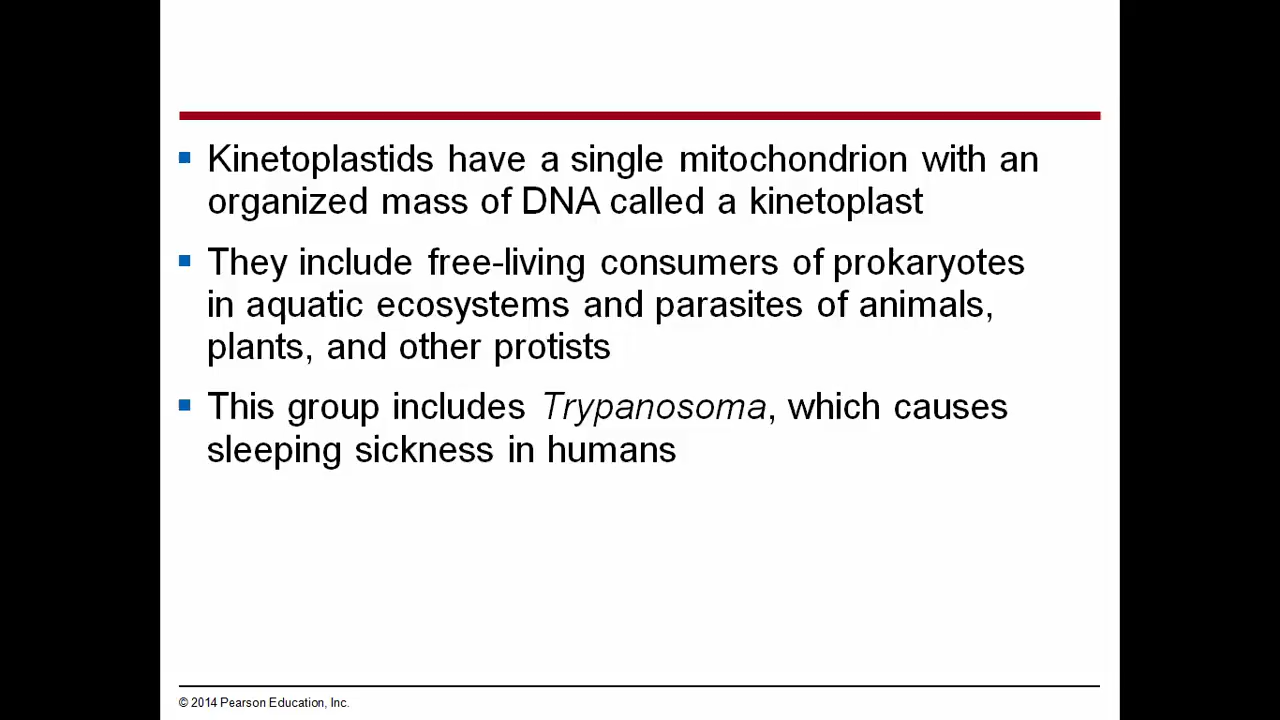 Kinetoplastids have a single mitochondrion with an
organized mass of DNA called a kinetoplast
They include free-living consumers of prokaryotes
in aquatic ecosystems and parasites of animals,
plants, and other protists
This group includes Trypanosoma, which causes
sleeping sickness in humans
© 2014 Pearson Education, Inc.